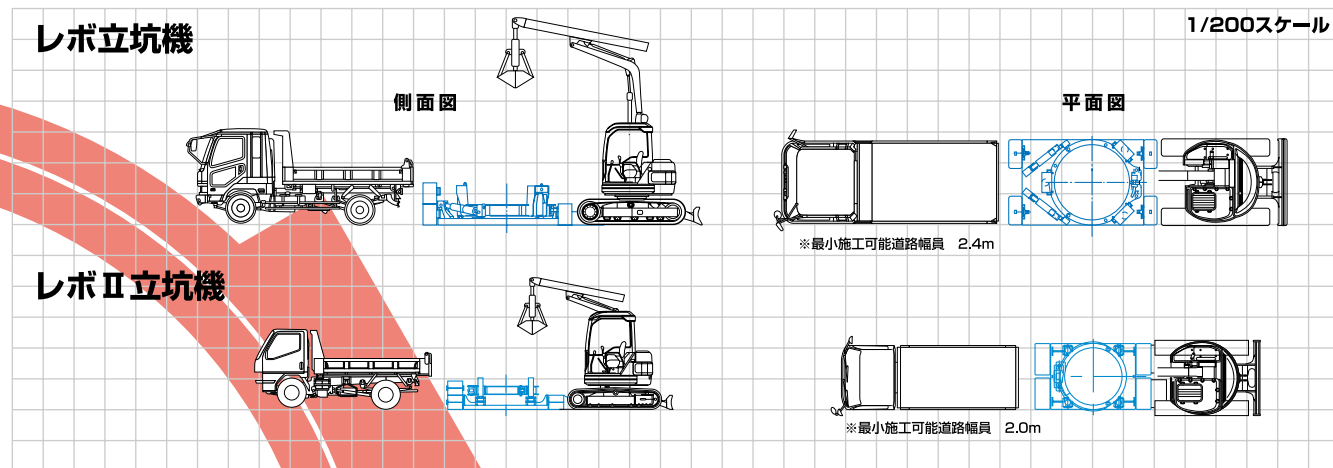 レボ立坑機
1/200スケール
側面図
平面図
※最小施工可能道路幅員 2.4m
レボⅡ立坑機
※最小施工可能道路幅員 2.0m